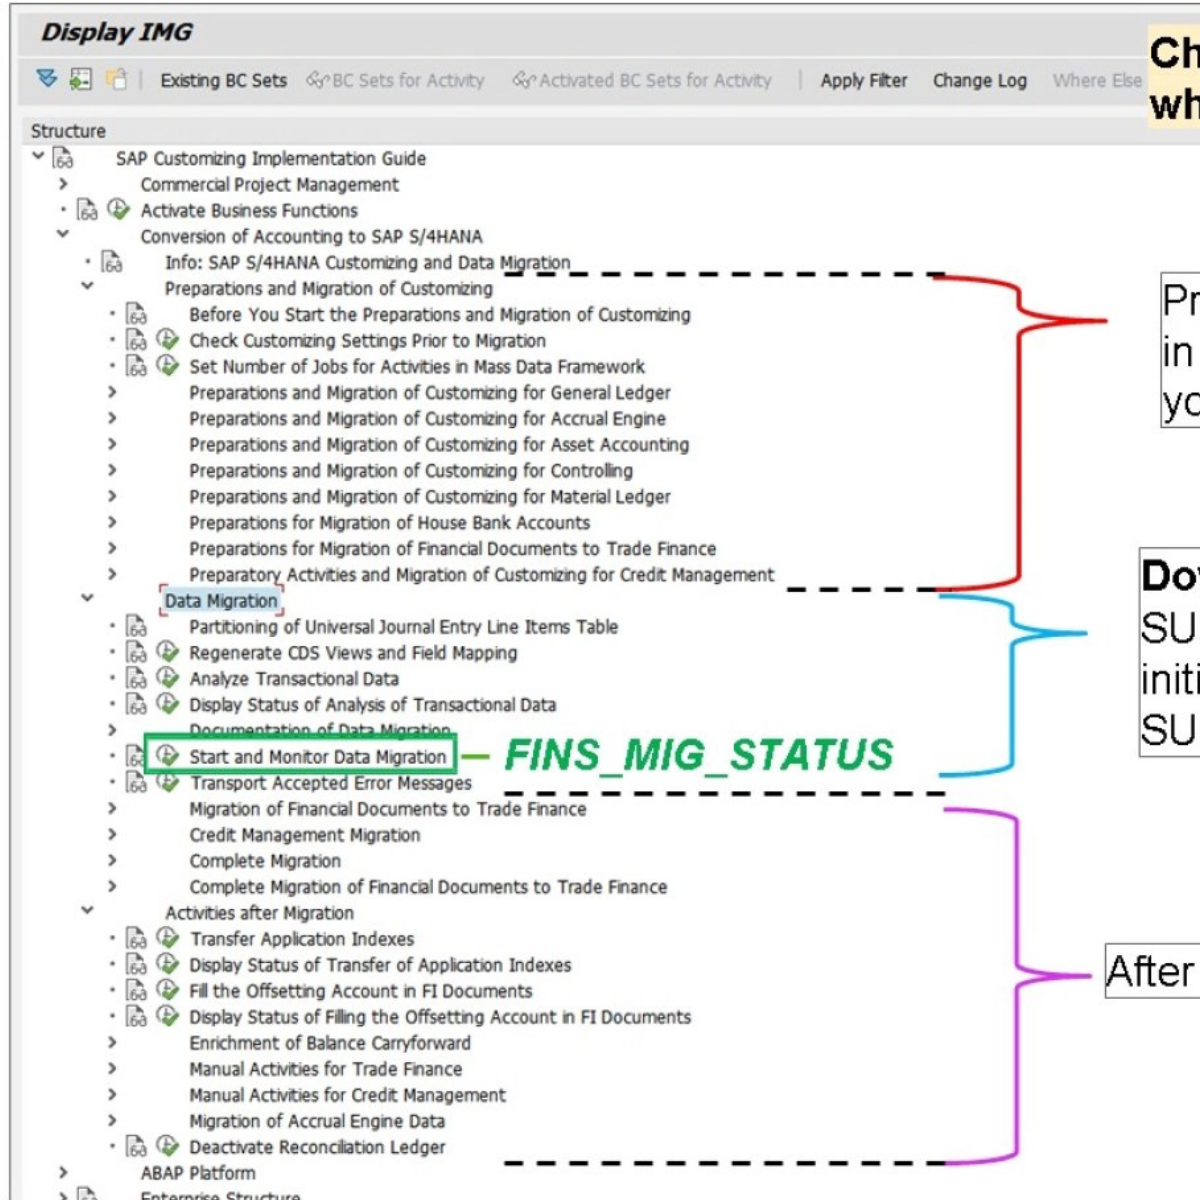 Display IMG
Existing BC Sets BC Sets for Activity Activated BC Sets for Activity Apply Filter Change Log Where Else
Ch
wh
Structure
SAP Customizing Implementation Guide
Commercial Project Management
Activate Business Functions
Conversion of Accounting to SAP S/4HANA
Info: SAP S/4HANA Customizing and Data Migration
Preparations and Migration of Customizing
Before You Start the Preparations and Migration of Customizing
Check Customizing Settings Prior to Migration
Set Number of Jobs for Activities in Mass Data Framework
Preparations and Migration of Customizing for General Ledger
Preparations and Migration of Customizing for Accrual Engine
Preparations and Migration of Customizing for Asset Accounting
Preparations and Migration of Customizing for Controlling
Preparations and Migration of Customizing for Material Ledger
Preparations for Migration of House Bank Accounts
Preparations for Migration of Financial Documents to Trade Finance
Preparatory Activities and Migration of Customizing for Credit Management
Pr
in
yo
Data Migration
Partitioning of Universal Journal Entry Line Items Table
Regenerate CDS Views and Field Mapping
Analyze Transactional Data
Display Status of Analysis of Transactional Data
Documentation of Data Migration
Start and Monitor Data Migration FINS_MIG_STATUS
Transport Accepted Error Messages
Do
SU
initi
SU
Migration of Financial Documents to Trade Finance
Credit Management Migration
Complete Migration
Complete Migration of Financial Documents to Trade Finance
Activities after Migration
Transfer Application Indexes
Display Status of Transfer of Application Indexes
Fill the Offsetting Account in FI Documents
Display Status of Filling the Offsetting Account in FI Documents
Enrichment of Balance Carryforward
Manual Activities for Trade Finance
Manual Activities for Credit Management
Migration of Accrual Engine Data
Deactivate Reconciliation Ledger
After
ABAP Platform
Enterprise Structure